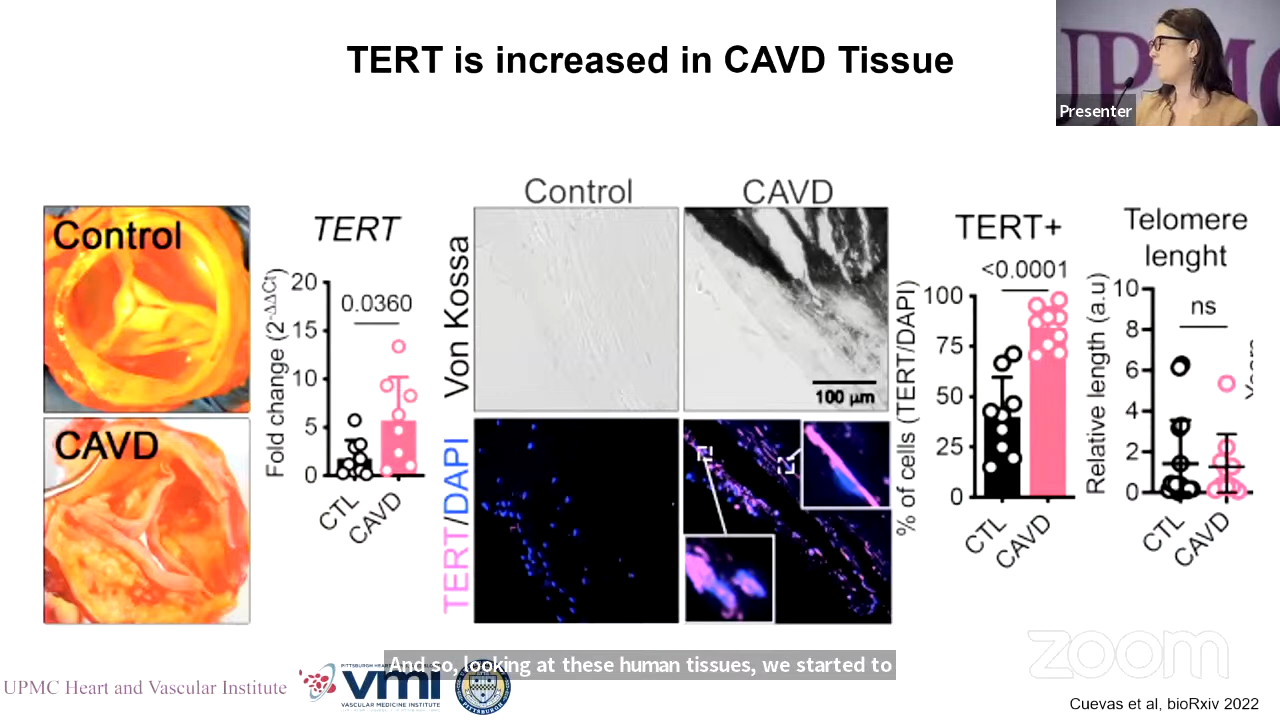 TERT is increased in CAVD Tissue
UPMC
Presenter
Control
CAVD
TERT
Fold change (2-ΔΔCt)
20
15
10
5
0
0.0360
CTL
CAVD
Control
CAVD
Von Kossa
100 µm
TERT/DAPI
TERT+
<0.0001
% of cells (TERT/DAPI)
100
75
50
25
0
CTL
CAVD
Telomere
lenght
Relative length (a.u)
10
8
6
4
2
0
ns
CTL
CAVD
zoom
And so, looking at these human tissues, we started to
UPMC Heart and Vascular Institute
vmi
VASCULAR MEDICINE INSTITUTE
PITTSBURGH
Cuevas et al, bioRxiv 2022